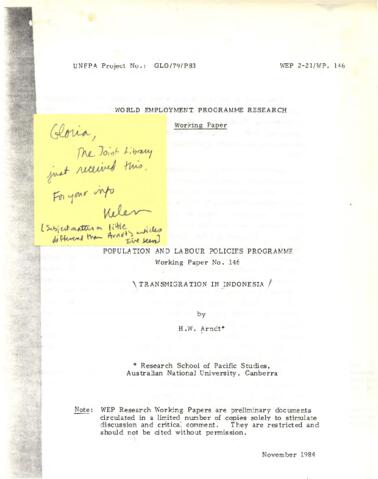 UNFPA Project No.: GLO/79/P83 WEP 2-21/WP. 146
WORLD EMPLOYMENT PROGRAMME RESEARCH
Working Paper
Gloria,
The Joint Library
just received this.
For your info
Helen
[Subject matter a little
different than Arndt's articles
I've seen]
POPULATION AND LABOUR POLICIES PROGRAMME
Working Paper No. 146
\ TRANSMIGRATION IN INDONESIA /
by
H.W. Arndt*
* Research School of Pacific Studies,
Australian National University, Canberra
Note: WEP Research Working Papers are preliminary documents
circulated in a limited number of copies solely to stimulate
discussion and critical comment. They are restricted and
should not be cited without permission.
November 1984